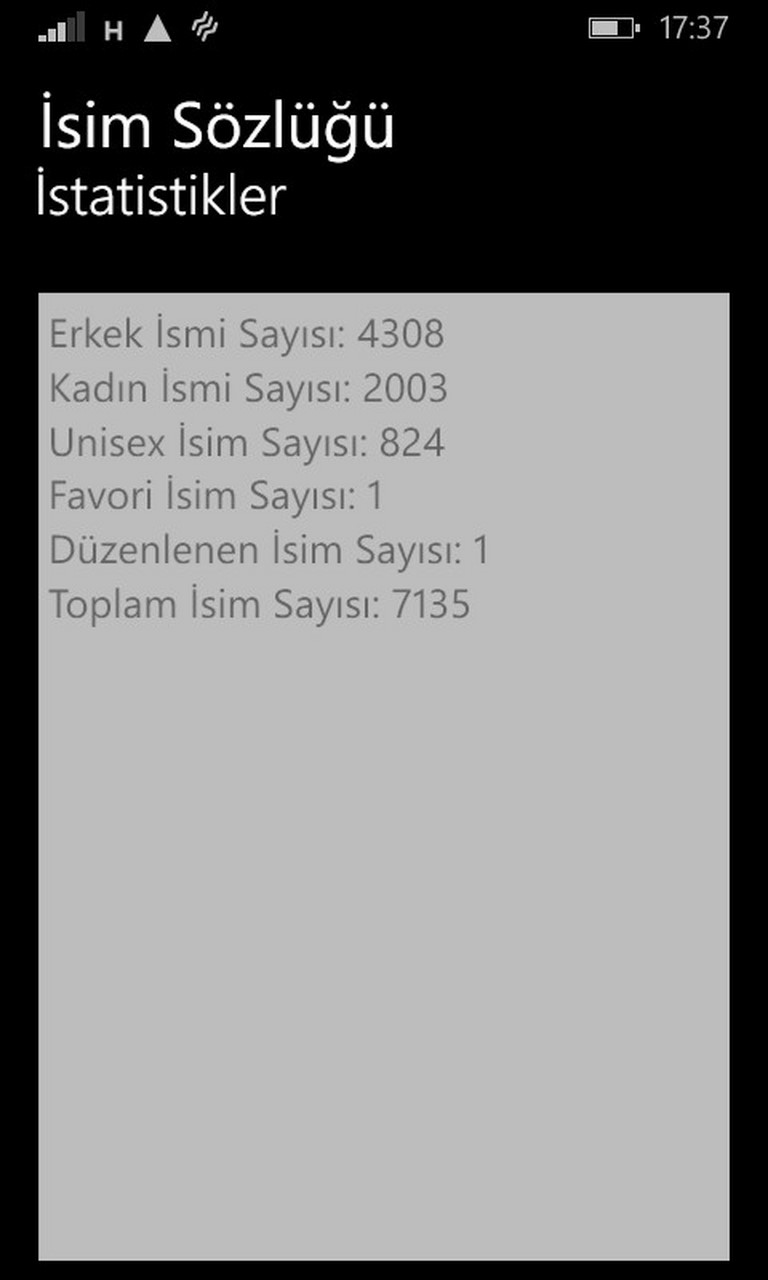 H 17:37
İsim Sözlüğü
İstatistikler
Erkek İsmi Sayısı: 4308
Kadın İsmi Sayısı: 2003
Unisex İsim Sayısı: 824
Favori İsim Sayısı: 1
Düzenlenen İsim Sayısı: 1
Toplam İsim Sayısı: 7135